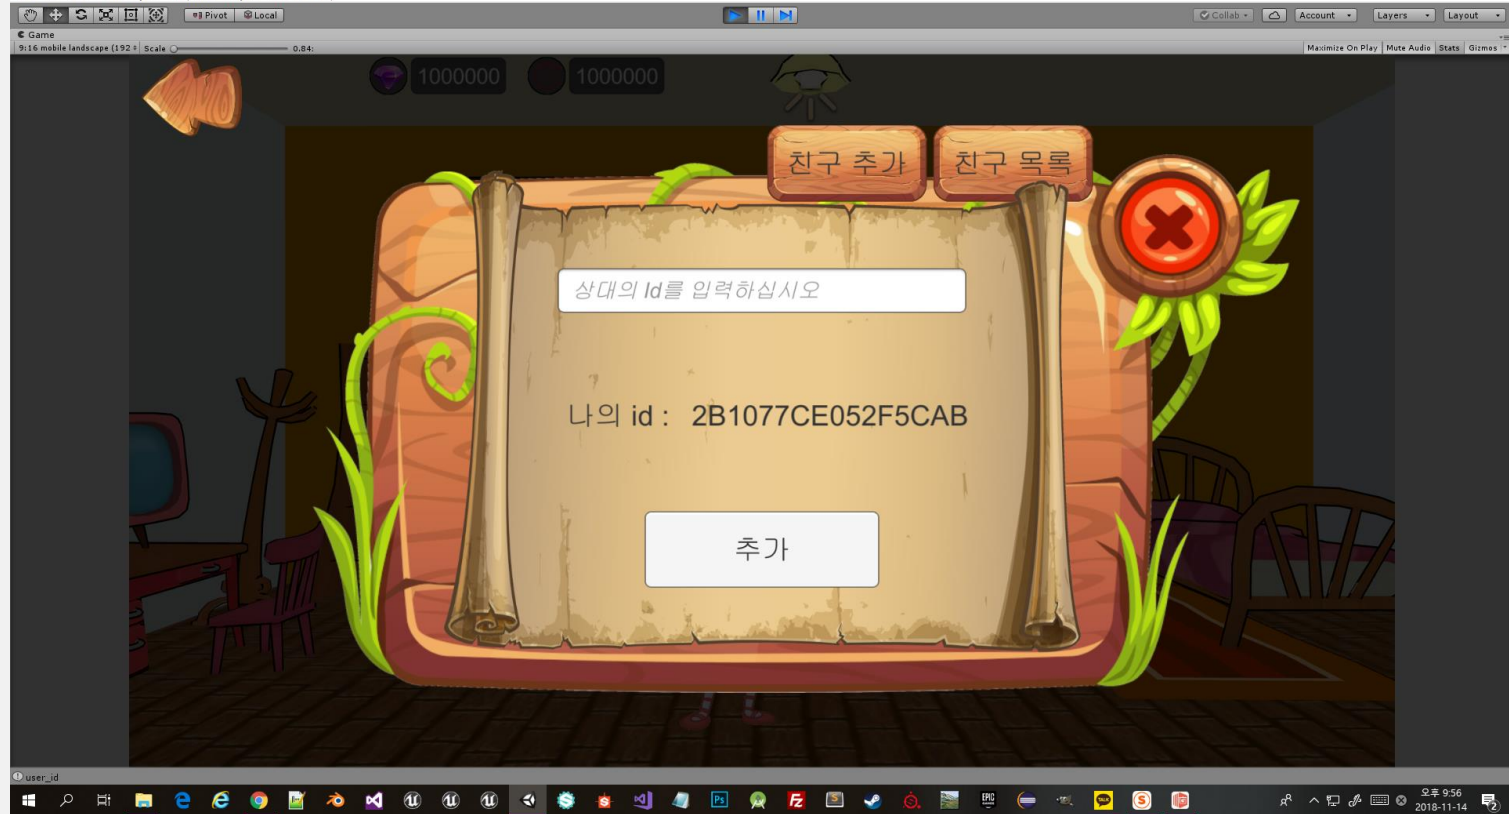 Pivot Local Collab Account Layers Layout
Game
9:16 mobile landscape (192 Scale 0.84: Maximize On Play Mute Audio Stats Gizmos
1000000 1000000
친구 추가 친구 목록
상대의 Id를 입력하십시오
나의 id : 2B1077CE052F5CAB
추가
user_id
오후 9:56
2018-11-14